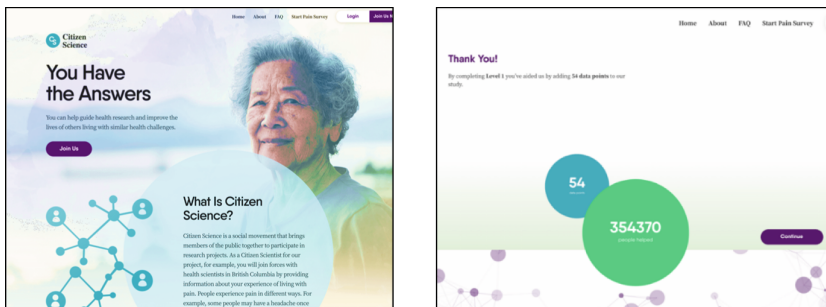 Home About FAQ Start Pain Survey Login Join Us N
Citizen
Science
You Have
the Answers
You can help guide health research and improve the
lives of others living with similar health challenges.
Join Us
What Is Citizen
Science?
Citizen Science is a social movement that brings
members of the public together to participate in
research projects. As a Citizen Scientist for our
project, for example, you will join forces with
health scientists in British Columbia by providing
information about your experience of living with
pain. People experience pain in different ways. For
example, some people may have a headache once
Home About FAQ Start Pain Survey
Thank You!
By completing Level 1 you've aided us by adding 54 data points to our
study.
54
354370
people helped
Continue